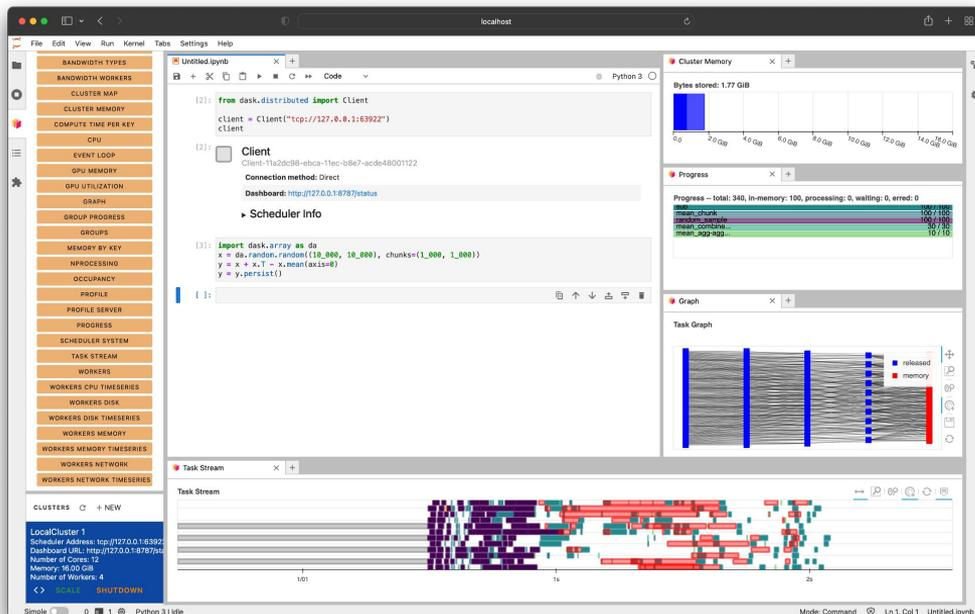 localhost
File Edit View Run Kernel Tabs Settings Help
BANDWIDTH TYPES
BANDWIDTH WORKERS
CLUSTER MAP
CLUSTER MEMORY
COMPUTE TIME PER KEY
CPU
EVENT LOOP
GPU MEMORY
GPU UTILIZATION
GRAPH
GROUP PROGRESS
GROUPS
MEMORY BY KEY
NPROCESSING
OCCUPANCY
PROFILE
PROFILE SERVER
PROGRESS
SCHEDULER SYSTEM
TASK STREAM
WORKERS
WORKERS CPU TIMESERIES
WORKERS DISK
WORKERS DISK TIMESERIES
WORKERS MEMORY
WORKERS MEMORY TIMESERIES
WORKERS NETWORK
WORKERS NETWORK TIMESERIES
CLUSTERS + NEW
LocalCluster 1
Scheduler Address: tcp://127.0.0.1:63922
Dashboard URL: http://127.0.0.1:8787/sta
Number of Cores: 12
Memory: 16.00 GiB
Number of Workers: 4
<> SCALE SHUTDOWN
Untitled.ipynb
Code
Python 3
[2]: from dask.distributed import Client
client = Client("tcp://127.0.0.1:63922")
client
[2]: Client
Client-11a2dc98-ebca-11ec-b8e7-acde48001122
Connection method: Direct
Dashboard: http://127.0.0.1:8787/status
Scheduler Info
[3]: import dask.array as da
x = da.random.random((10_000, 10_000), chunks=(1_000, 1_000))
y = x + x.T - x.mean(axis=0)
y = y.persist()
[ ]:
Cluster Memory
Bytes stored: 1.77 GiB
0.0 2.0 GiB 4.0 GiB 6.0 GiB 8.0 GiB 10.0 GiB 12.0 GiB 14.0 GiB 16.0 GiB
Progress
Progress -- total: 340, in-memory: 100, processing: 0, waiting: 0, erred: 0
sub 100 / 100
mean_chunk 100 / 100
random_sample 100 / 100
mean_combine... 30 / 30
mean_agg-agg... 10 / 10
Graph
Task Graph
released
memory
Task Stream
Task Stream
1/01 1s 2s
Simple 0 1 Python 3 | Idle
Mode: Command Ln 1, Col 1 Untitled.ipynb